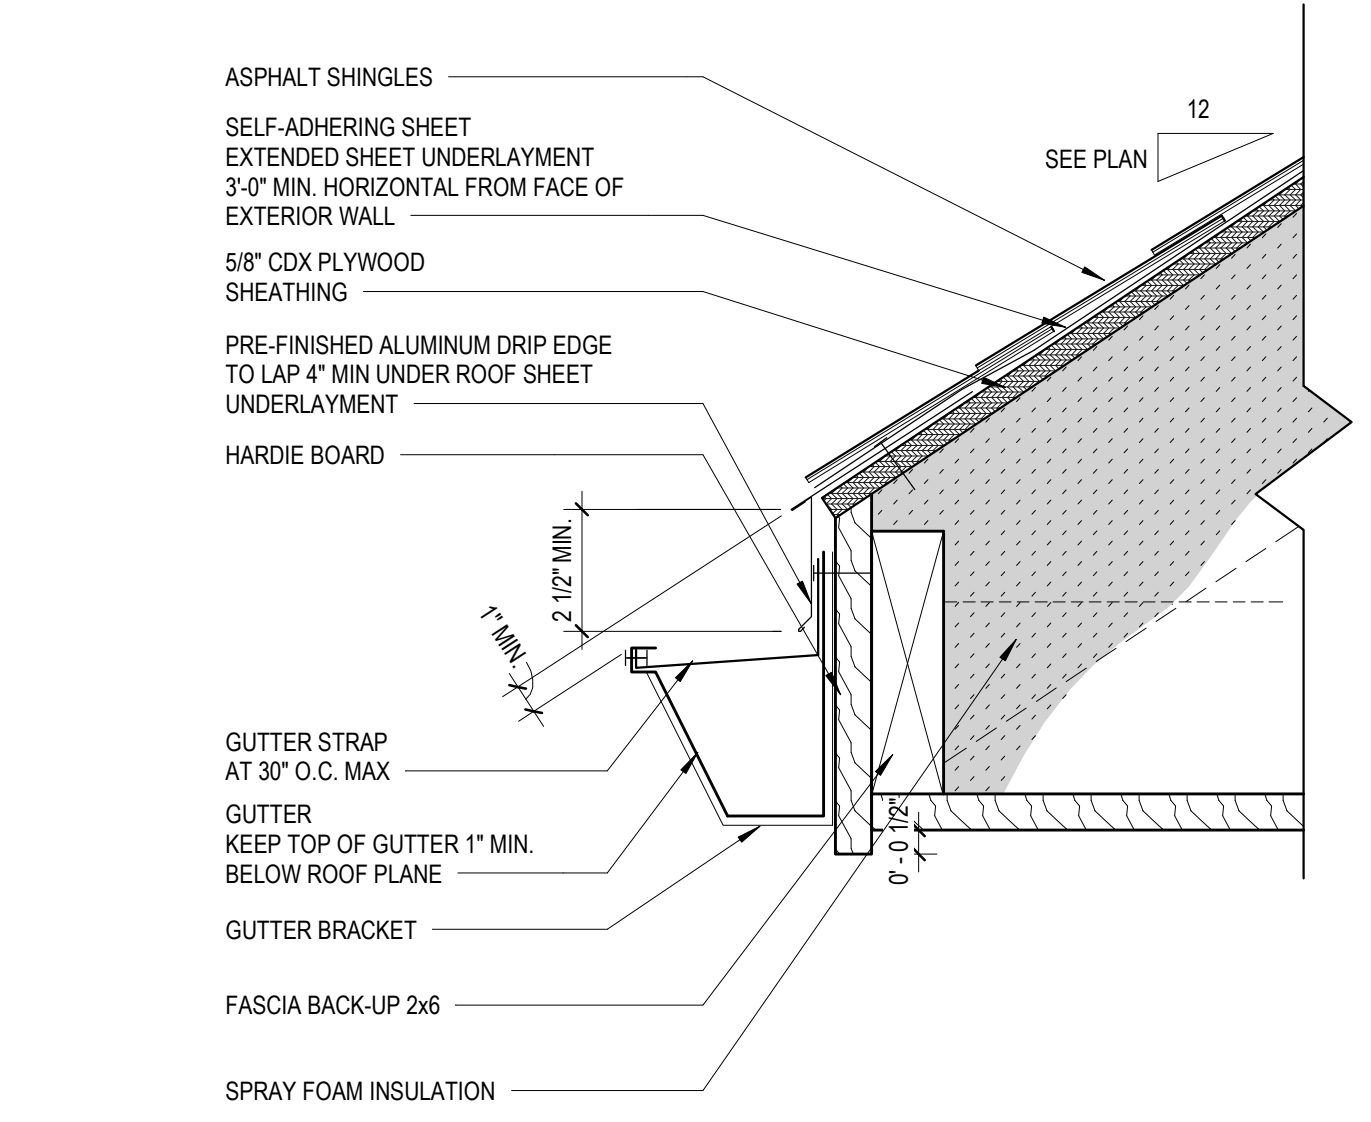 ASPHALT SHINGLES
SELF-ADHERING SHEET
EXTENDED SHEET UNDERLAYMENT
3'-0" MIN. HORIZONTAL FROM FACE OF
EXTERIOR WALL
5/8" CDX PLYWOOD
SHEATHING
PRE-FINISHED ALUMINUM DRIP EDGE
TO LAP 4" MIN UNDER ROOF SHEET
UNDERLAYMENT
HARDIE BOARD
12
SEE PLAN
2 1/2" MIN.
1" MIN.
GUTTER STRAP
AT 30" O.C. MAX
GUTTER
KEEP TOP OF GUTTER 1" MIN.
BELOW ROOF PLANE
0' - 0 1/2"
GUTTER BRACKET
FASCIA BACK-UP 2x6
SPRAY FOAM INSULATION